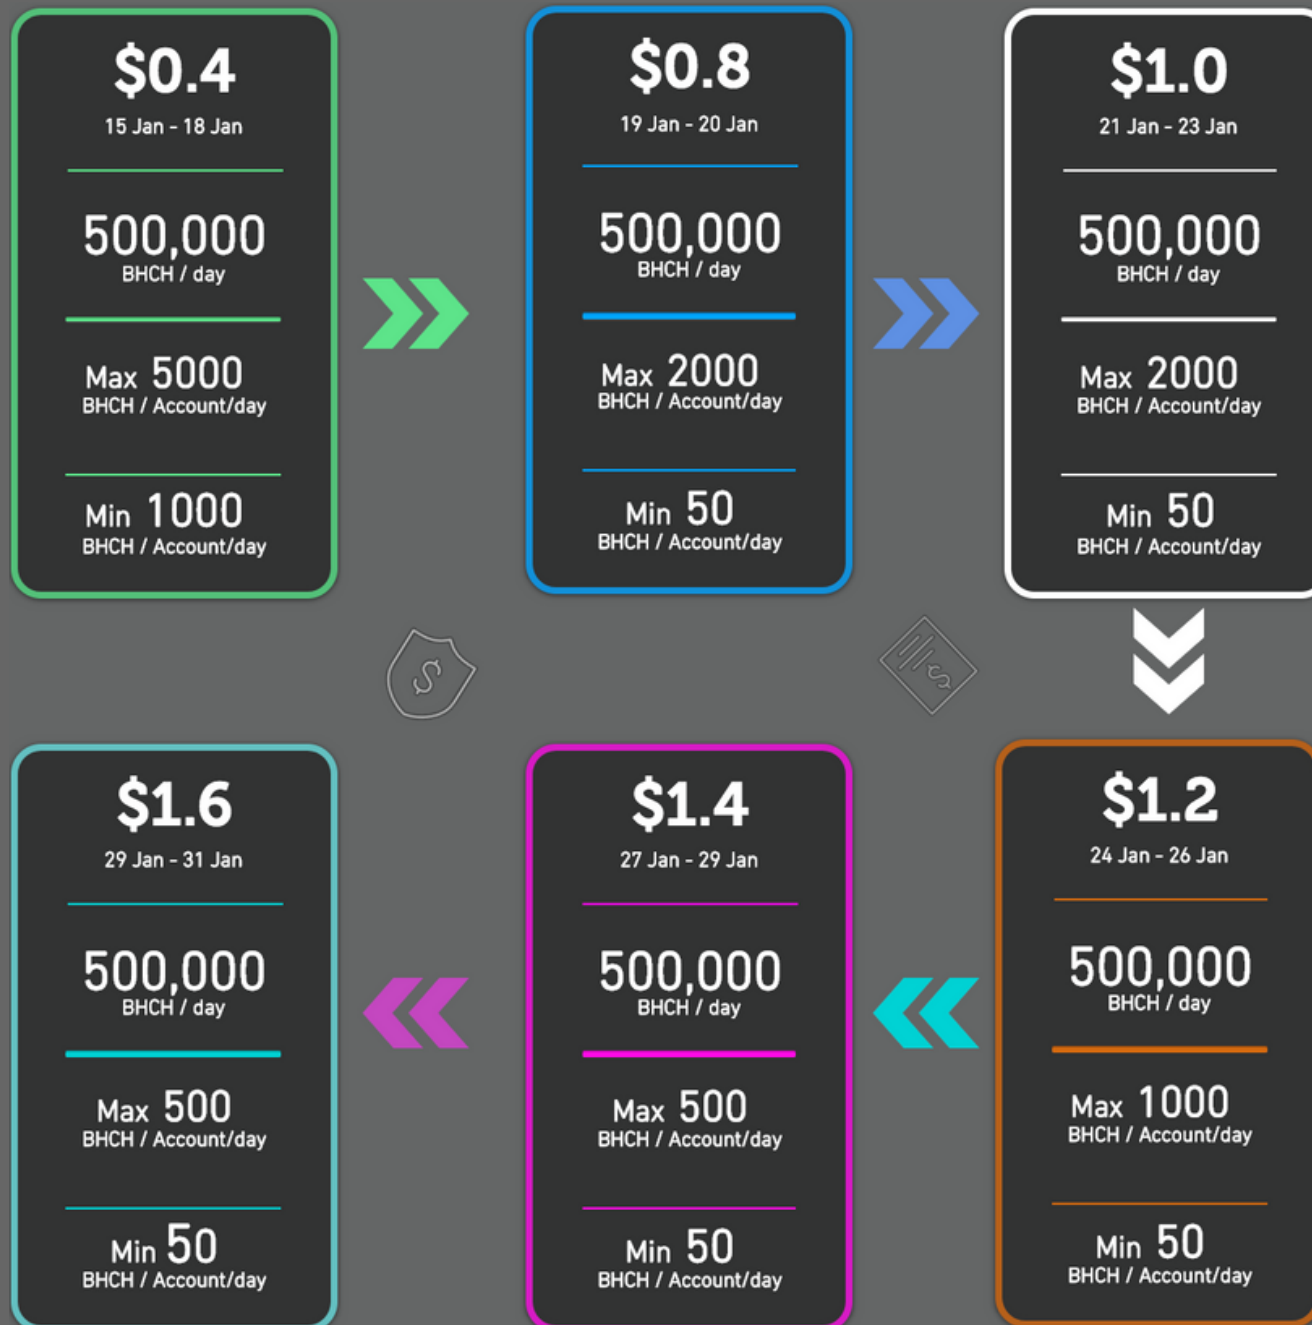 $0.4
15 Jan - 18 Jan
500,000
BHCH / day
Max 5000
BHCH / Account/day
Min 1000
BHCH / Account/day
$0.8
19 Jan - 20 Jan
500,000
BHCH / day
Max 2000
BHCH / Account/day
Min 50
BHCH / Account/day
$1.0
21 Jan - 23 Jan
500,000
BHCH / day
Max 2000
BHCH / Account/day
Min 50
BHCH / Account/day
$
$
$1.2
24 Jan - 26 Jan
500,000
BHCH / day
Max 1000
BHCH / Account/day
Min 50
BHCH / Account/day
$1.4
27 Jan - 29 Jan
500,000
BHCH / day
Max 500
BHCH / Account/day
Min 50
BHCH / Account/day
$1.6
29 Jan - 31 Jan
500,000
BHCH / day
Max 500
BHCH / Account/day
Min 50
BHCH / Account/day